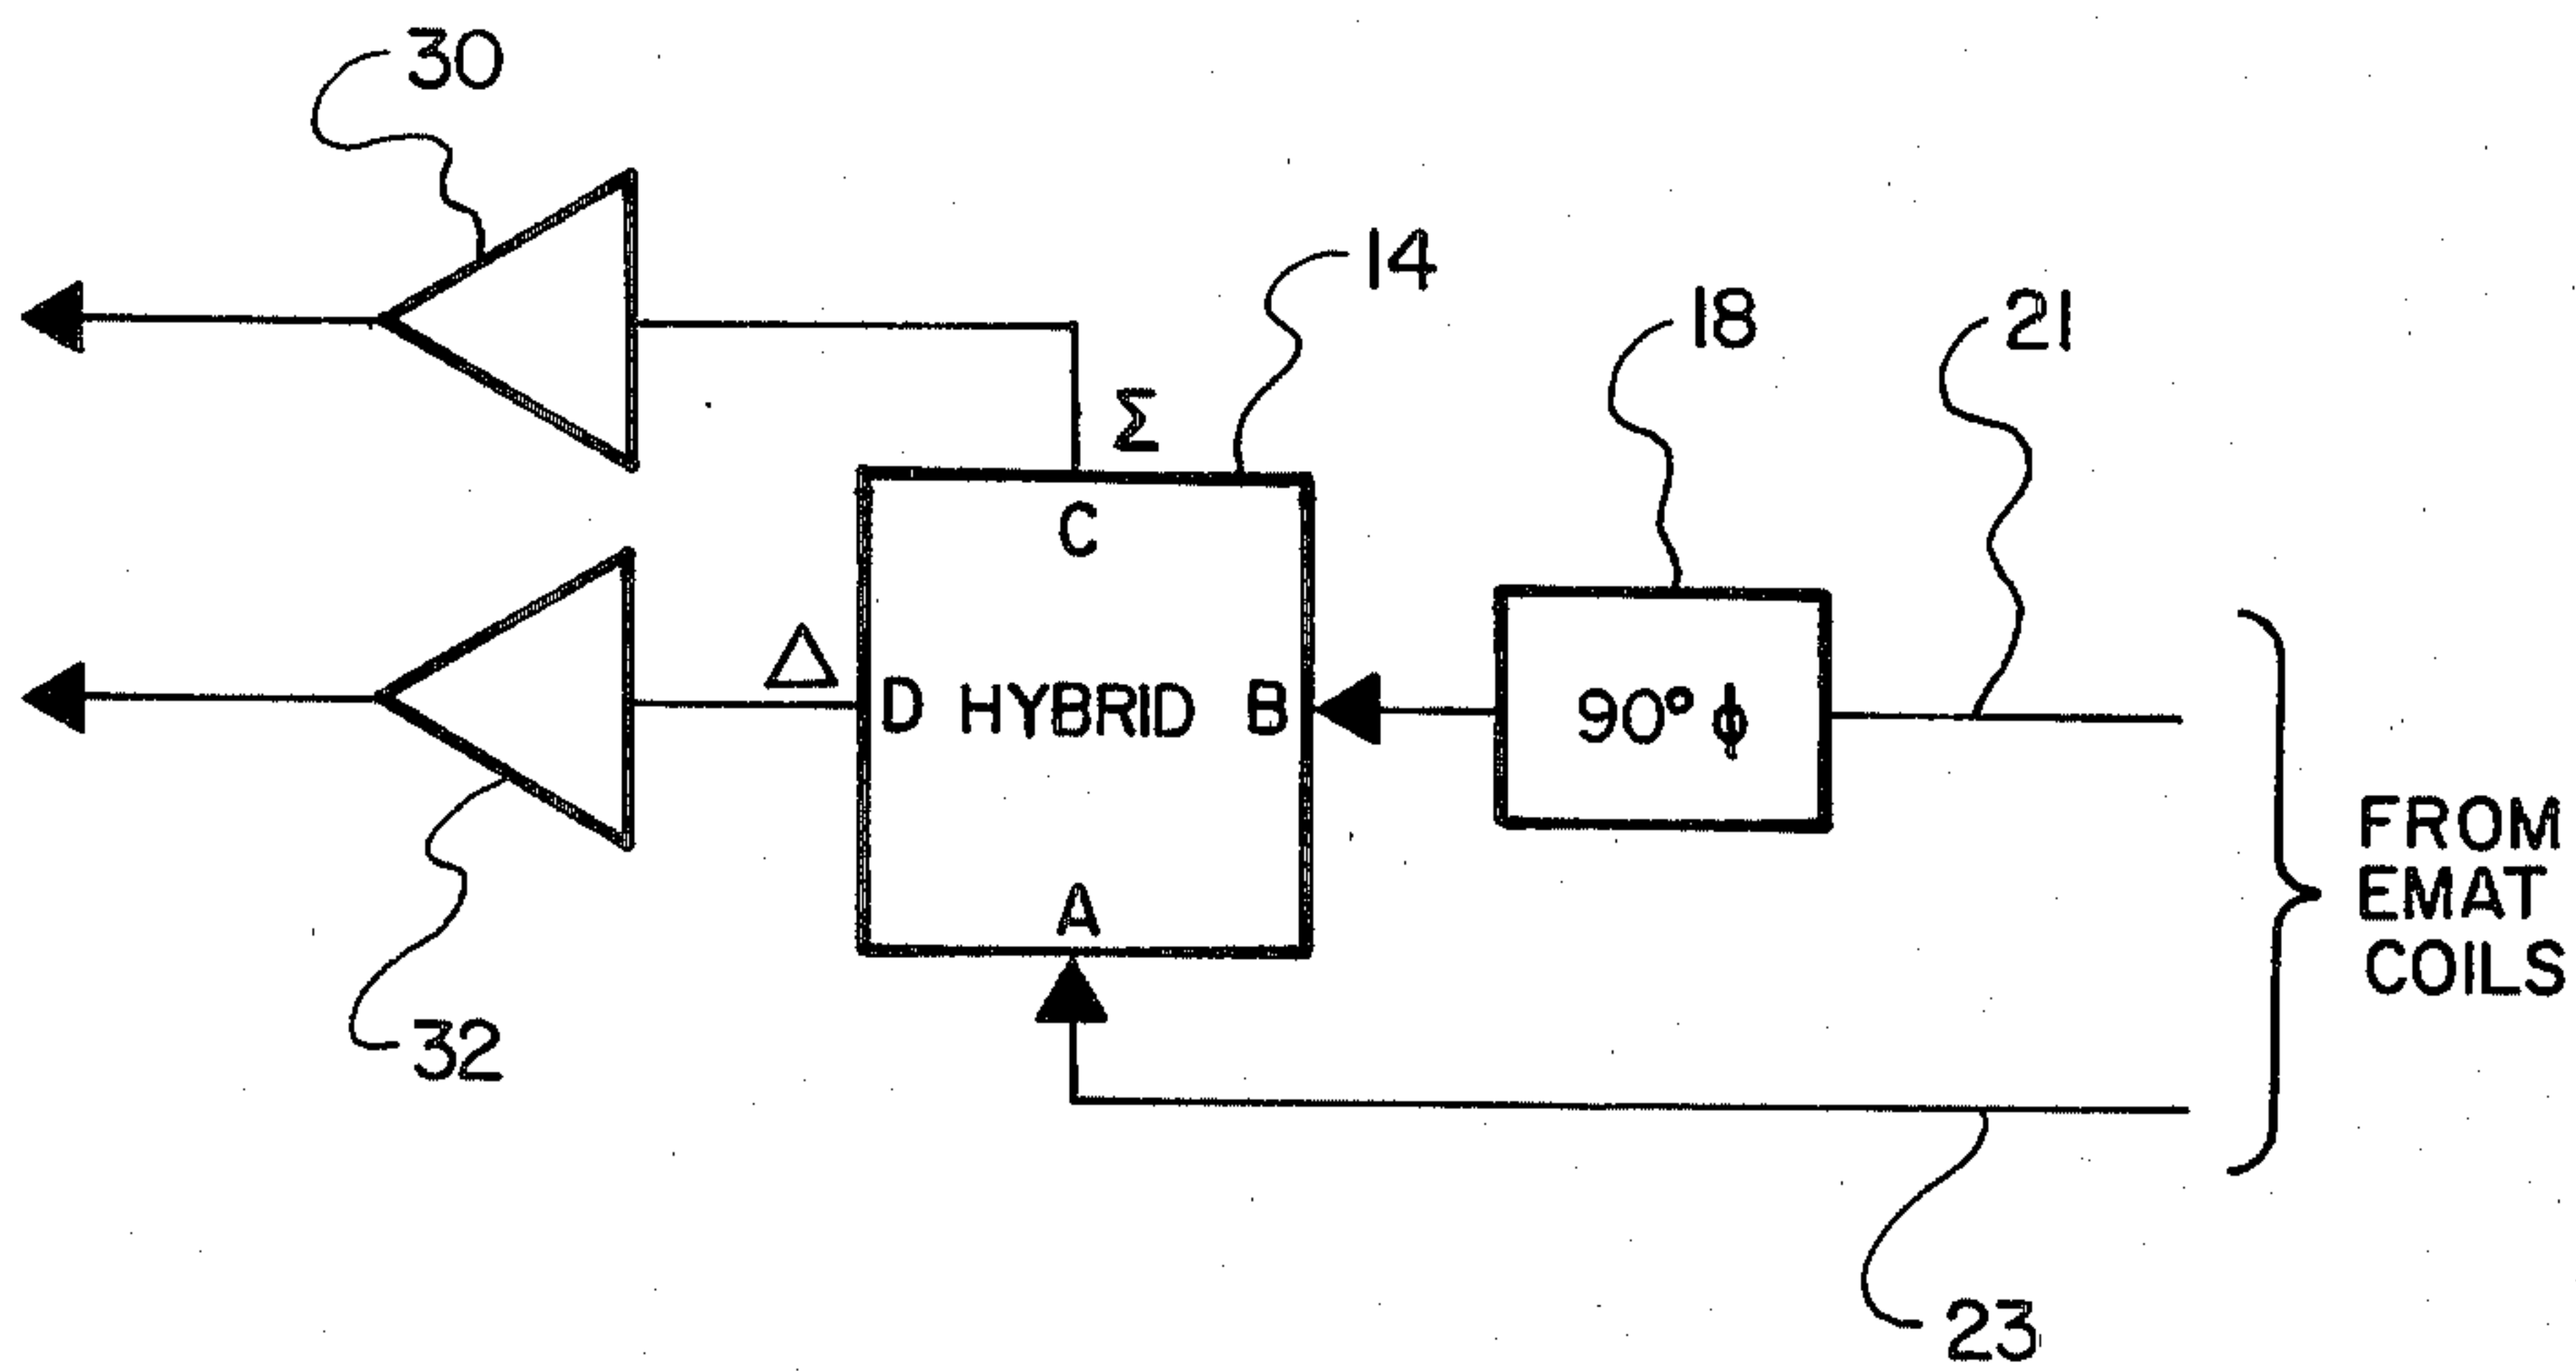 30
14
18
21
Σ
C
Δ
D HYBRID B
90° ϕ
FROM
EMAT
COILS
A
32
23